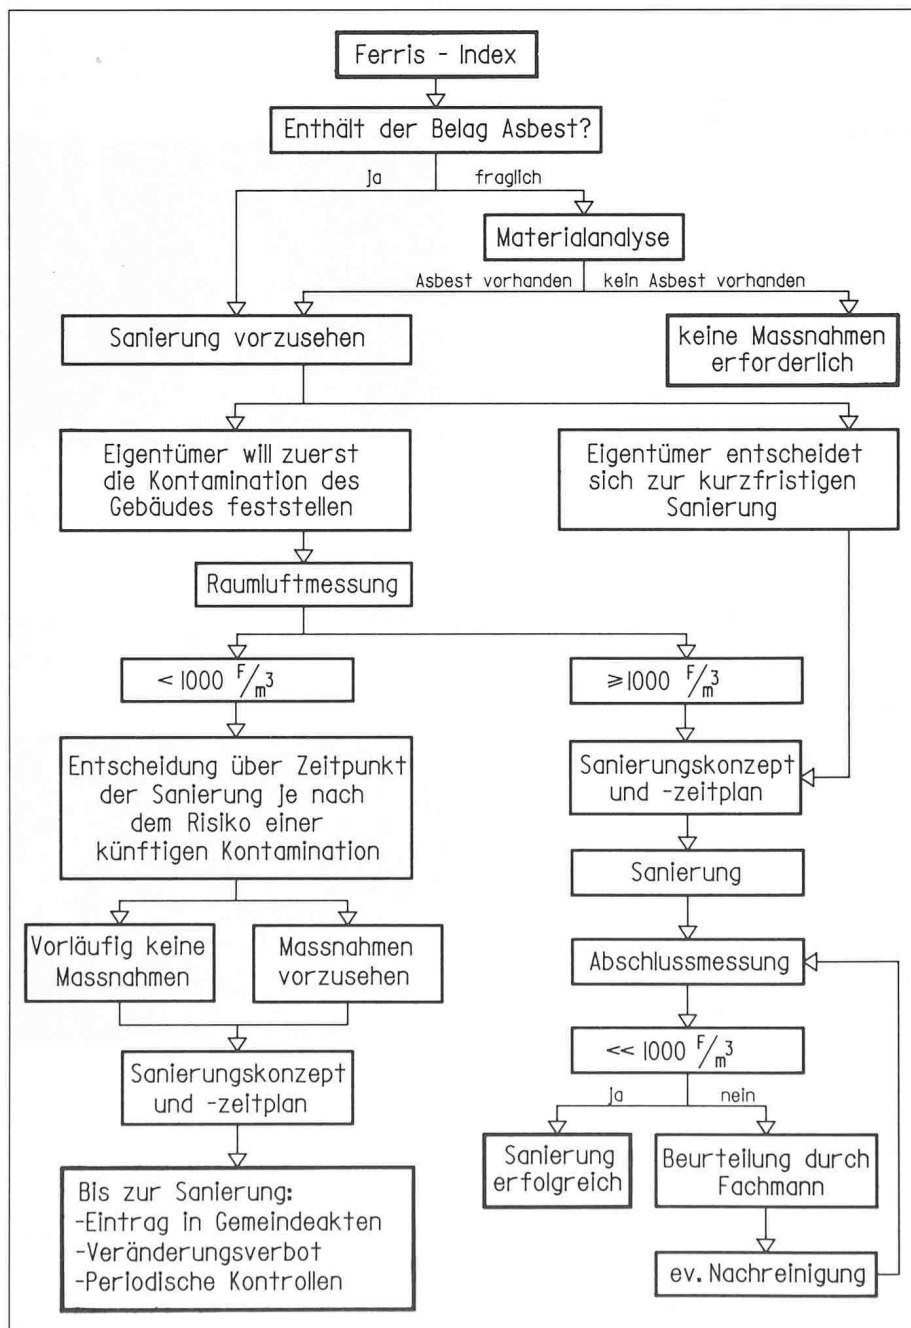 Ferris - Index
Enthält der Belag Asbest?
ja
fraglich
Materialanalyse
Asbest vorhanden
kein Asbest vorhanden
Sanierung vorzusehen
keine Massnahmen
erforderlich
Eigentümer will zuerst
die Kontamination des
Gebäudes feststellen
Eigentümer entscheidet
sich zur kurzfristigen
Sanierung
Raumluftmessung
< 1000 F/m³
⩾ 1000 F/m³
Entscheidung über Zeitpunkt
der Sanierung je nach
dem Risiko einer
künftigen Kontamination
Sanierungskonzept
und -zeitplan
Sanierung
Vorläufig keine
Massnahmen
Massnahmen
vorzusehen
Abschlussmessung
<< 1000 F/m³
Sanierungskonzept
und -zeitplan
ja
nein
Sanierung
erfolgreich
Beurteilung durch
Fachmann
Bis zur Sanierung:
-Eintrag in Gemeindeakten
-Veränderungsverbot
-Periodische Kontrollen
ev. Nachreinigung